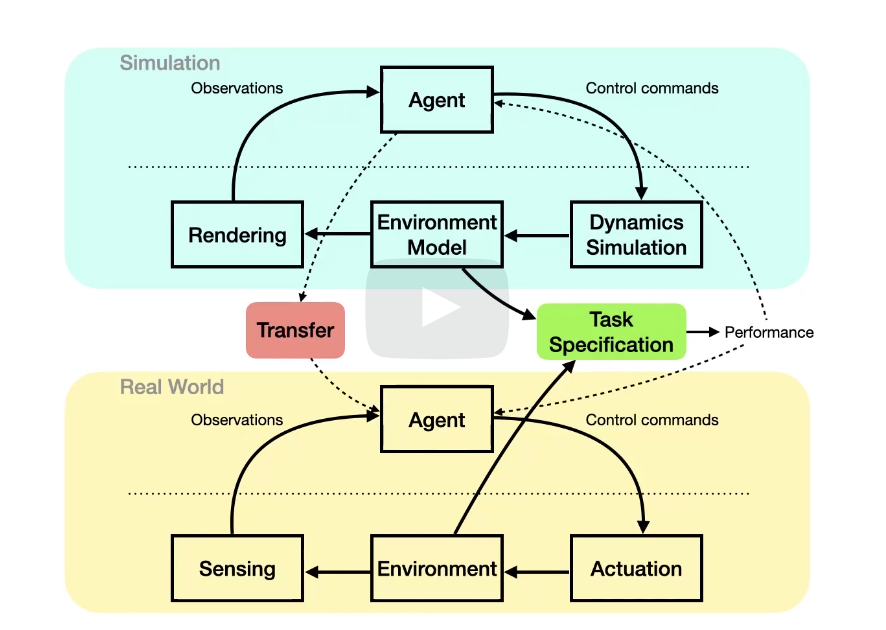 Simulation
Observations
Agent
Control commands
Rendering
Environment
Model
Dynamics
Simulation
Transfer
Task
Specification
Performance
Real World
Observations
Agent
Control commands
Sensing
Environment
Actuation